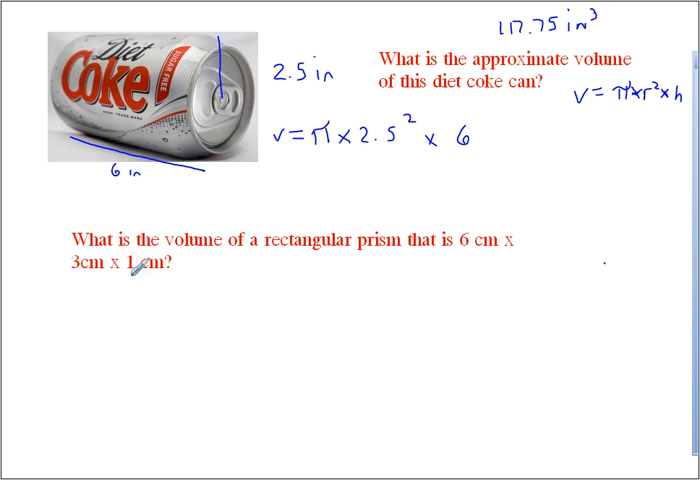 117.75 in³
What is the approximate volume
of this diet coke can?
v = π x r² x h
Diet
Coke
SUGAR FREE
2.5 in
v = π x 2.5² x 6
6 in
What is the volume of a rectangular prism that is 6 cm x
3cm x 1 cm?